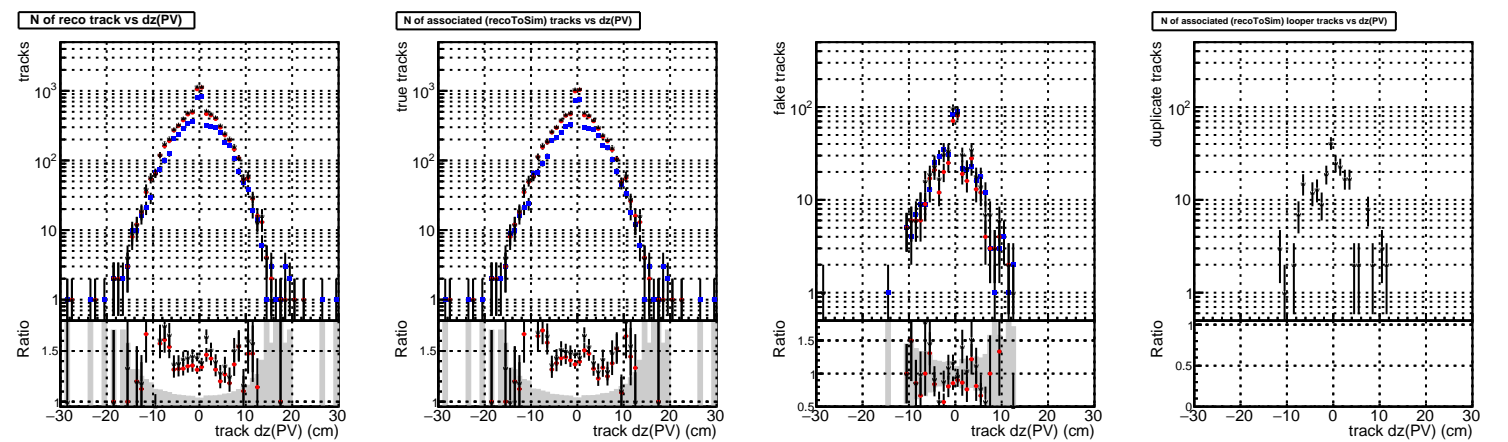 N of reco track vs dz(PV)
tracks
10³
10²
10
1
Ratio
1.5
1
−30 −20 −10 0 10 20 30
track dz(PV) (cm)
N of associated (recoToSim) tracks vs dz(PV)
true tracks
10³
10²
10
1
Ratio
1.5
1
−30 −20 −10 0 10 20 30
track dz(PV) (cm)
fake tracks
10²
10
1
Ratio
1.5
1
0.5
−30 −20 −10 0 10 20 30
track dz(PV) (cm)
N of associated (recoToSim) looper tracks vs dz(PV)
duplicate tracks
10²
10
1
Ratio
1
0.5
0
−30 −20 −10 0 10 20 30
track dz(PV) (cm)